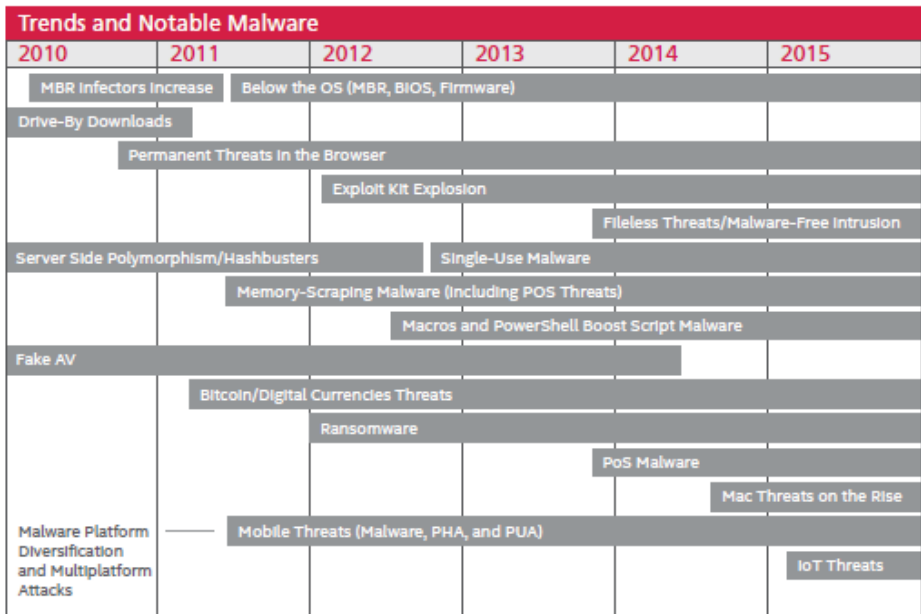 Trends and Notable Malware
2010 2011 2012 2013 2014 2015
MBR Infectors Increase Below the OS (MBR, BIOS, Firmware)
Drive-By Downloads
Permanent Threats in the Browser
Exploit Kit Explosion
Fileless Threats/Malware-Free Intrusion
Server Side Polymorphism/Hashbusters Single-Use Malware
Memory-Scraping Malware (Including POS Threats)
Macros and PowerShell Boost Script Malware
Fake AV
Bitcoin/Digital Currencies Threats
Ransomware
PoS Malware
Mac Threats on the Rise
Malware Platform
Diversification
and Multiplatform
Attacks
Mobile Threats (Malware, PHA, and PUA)
IoT Threats